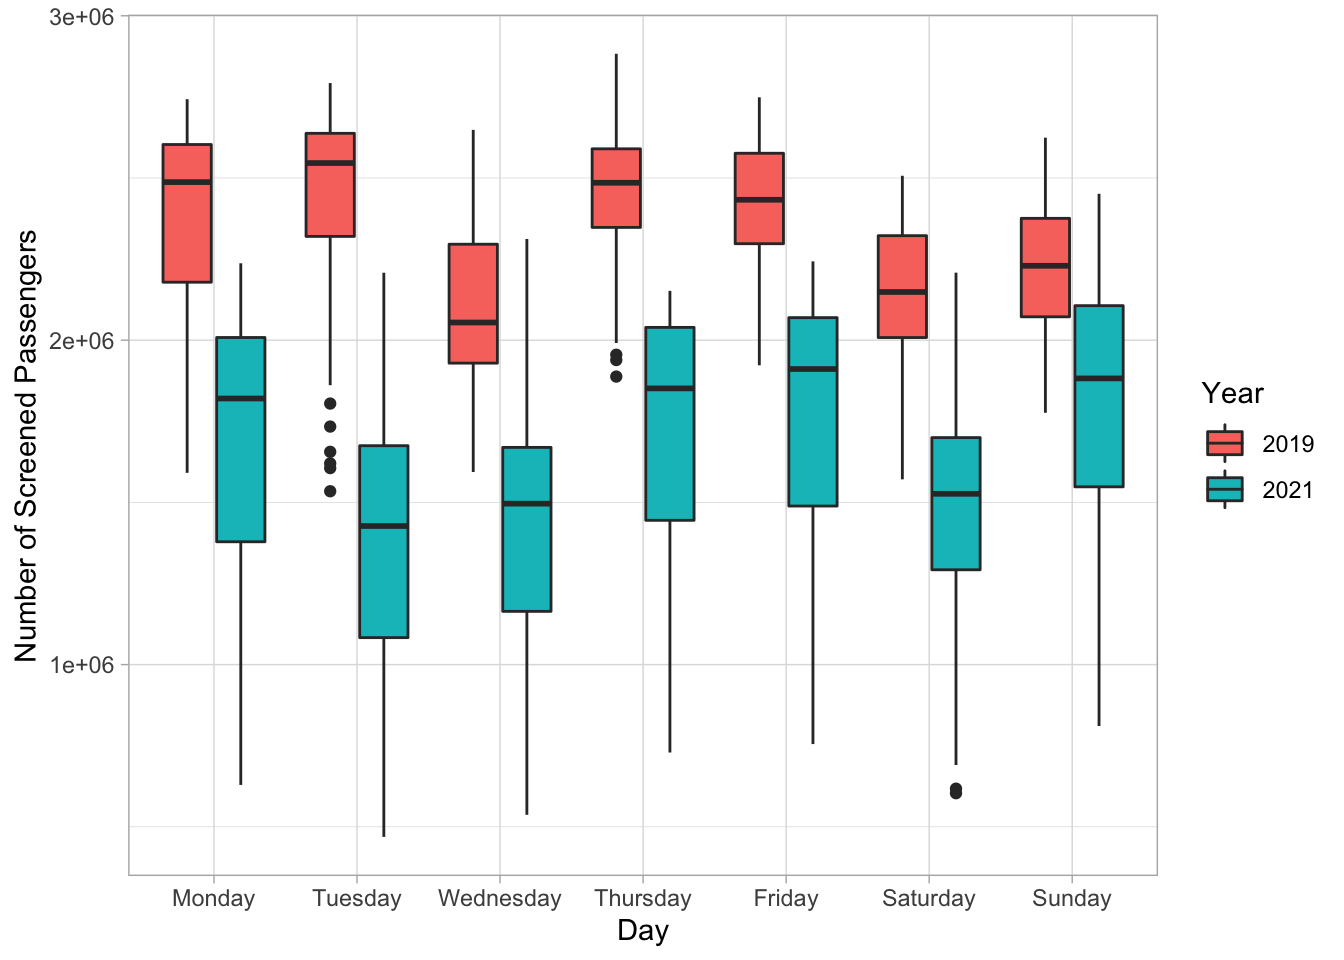 Number of Screened Passengers
3e+06
2e+06
1e+06
Monday Tuesday Wednesday Thursday Friday Saturday Sunday
Day
Year
2019
2021